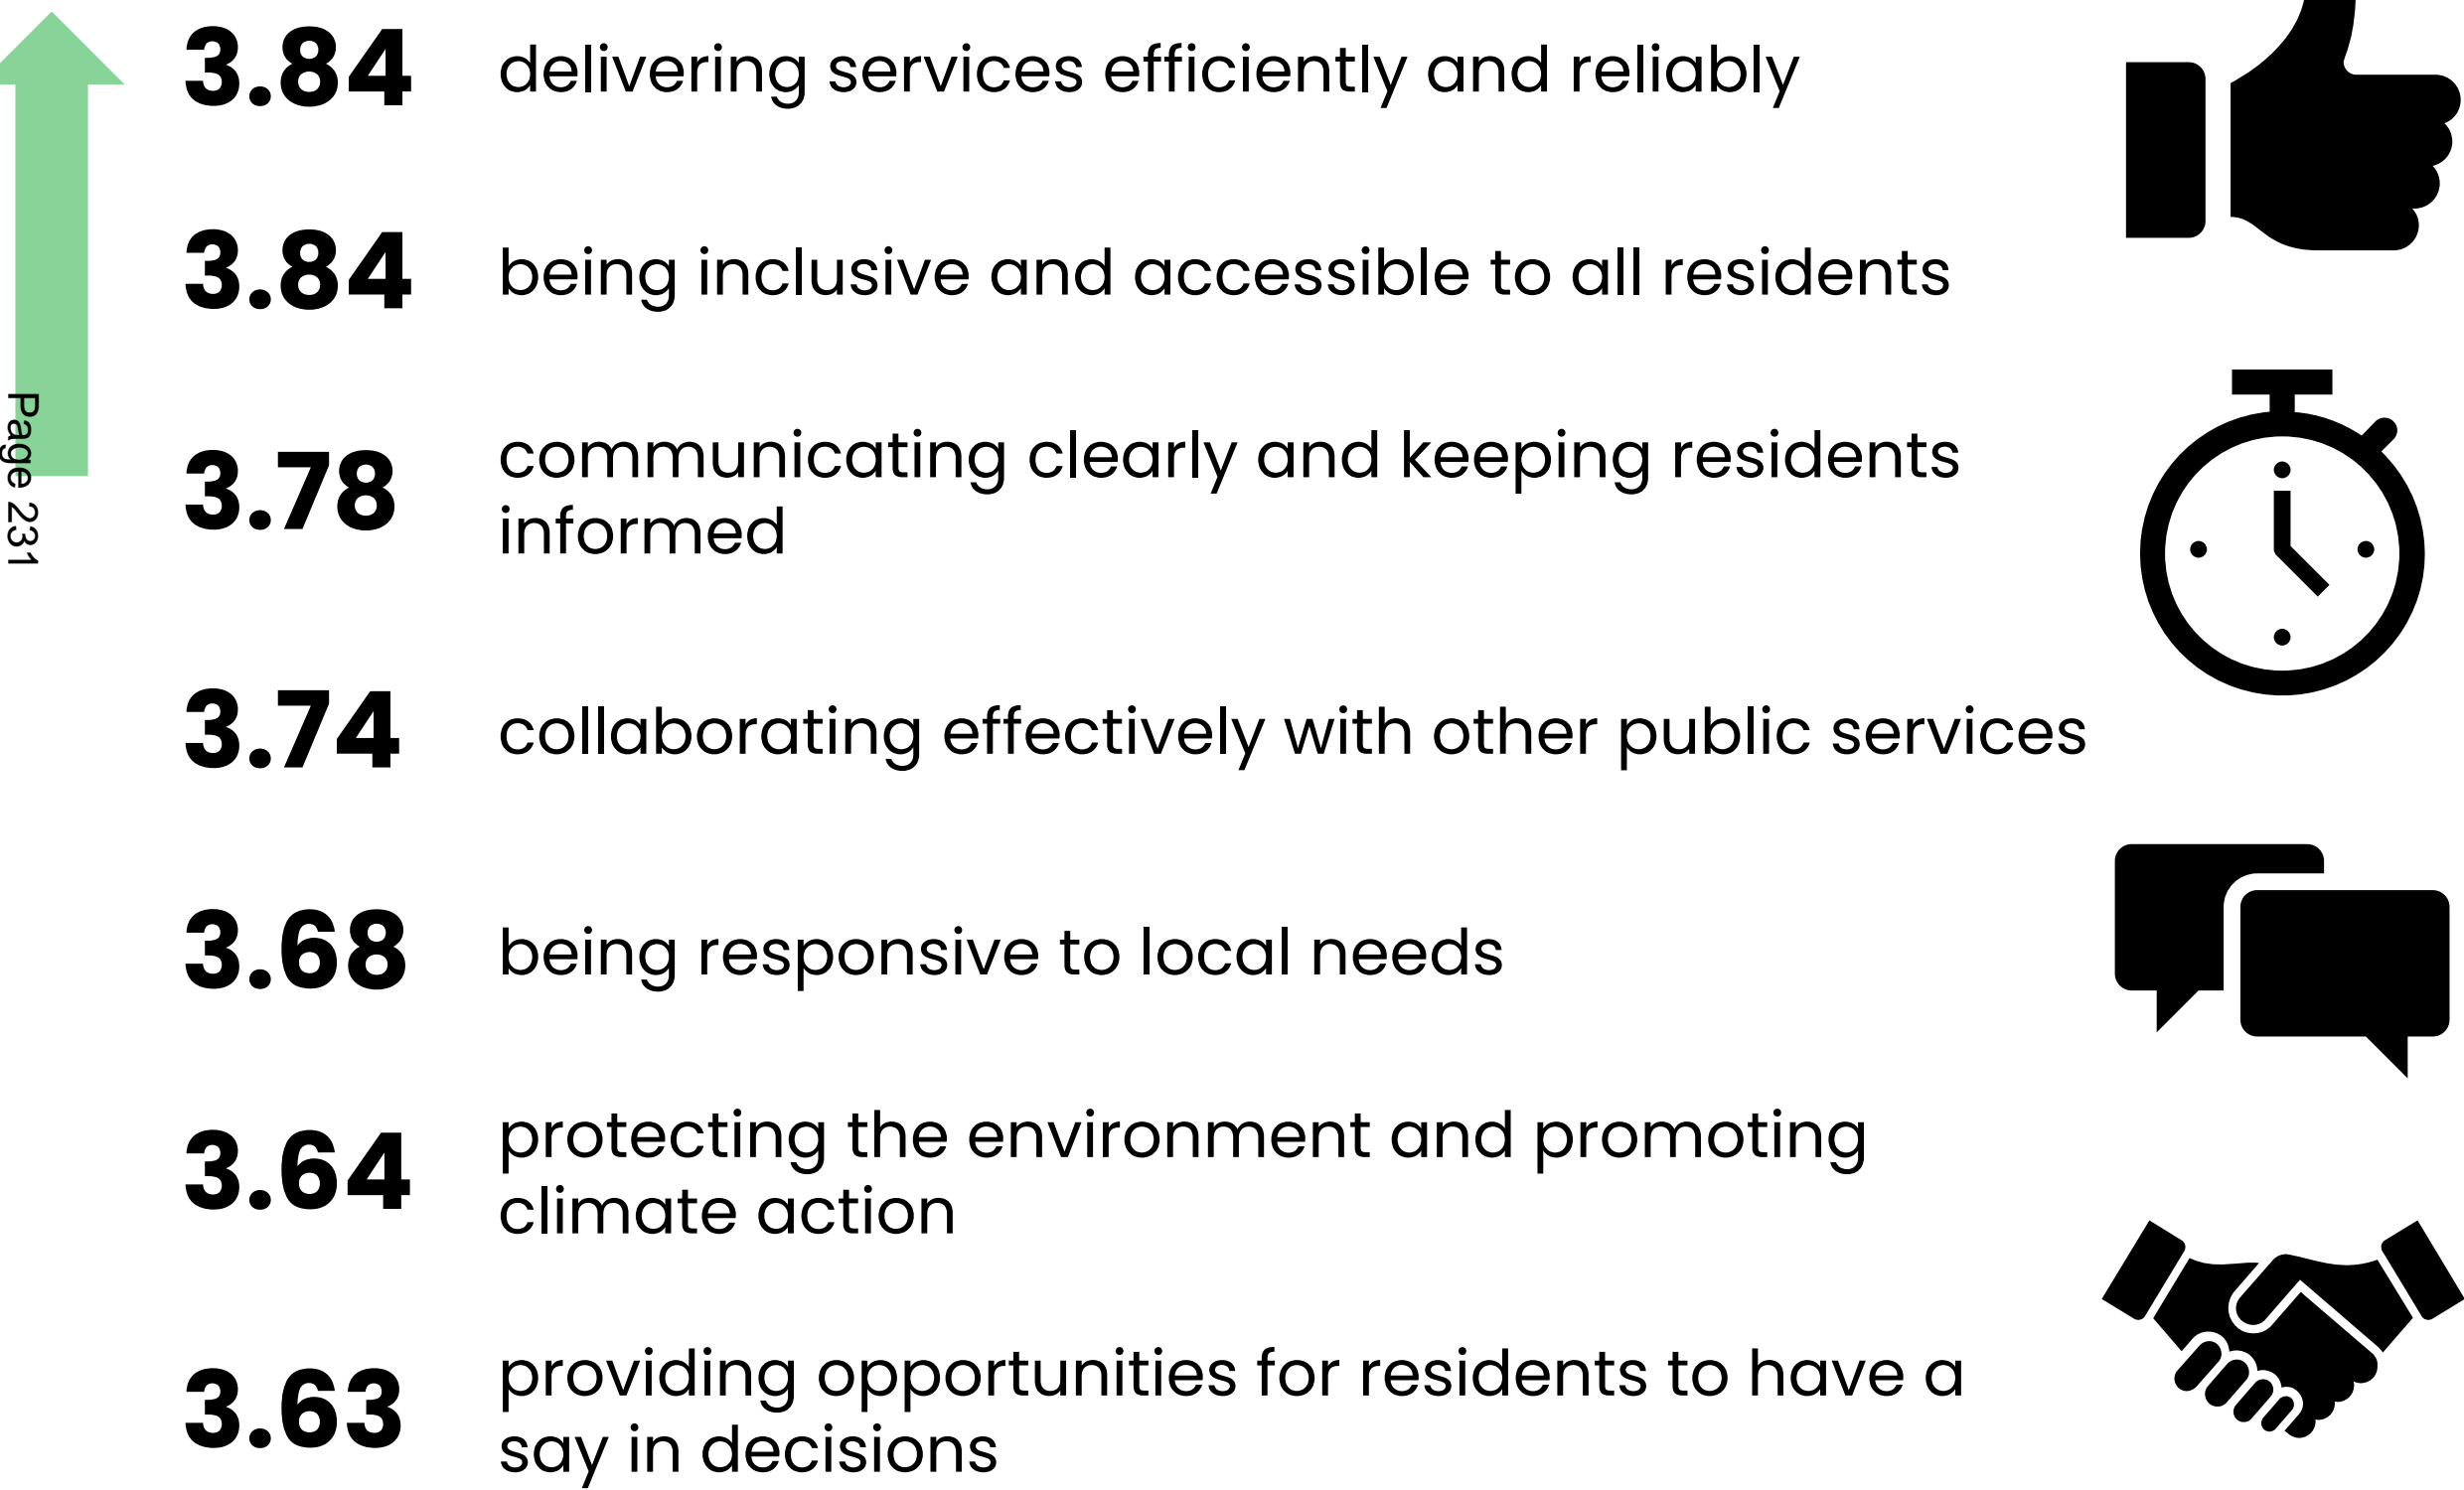 3.84 delivering services efficiently and reliably
3.84 being inclusive and accessible to all residents
3.78 communicating clearly and keeping residents
informed
3.74 collaborating effectively with other public services
3.68 being responsive to local needs
3.64 protecting the environment and promoting
climate action
3.63 providing opportunities for residents to have a
say in decisions
Page 231